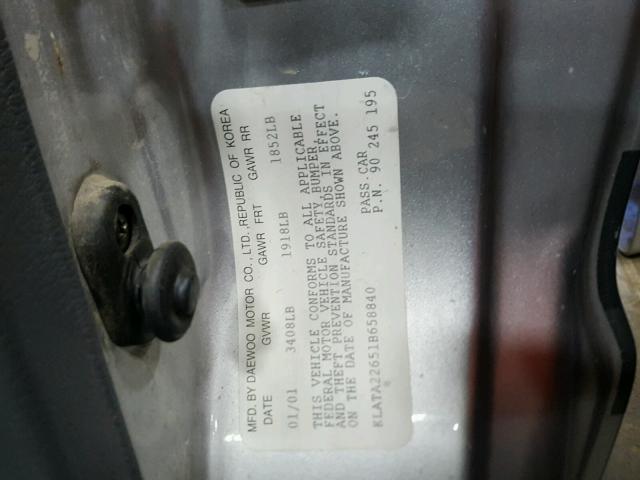 MFD. BY DAEWOO MOTOR CO., LTD., REPUBLIC OF KOREA
DATE GVWR GAWR FRT GAWR RR
01/01 3408LB 1918LB 1852LB
THIS VEHICLE CONFORMS TO ALL APPLICABLE
FEDERAL MOTOR VEHICLE SAFETY, BUMPER,
AND THEFT PREVENTION STANDARDS IN EFFECT
ON THE DATE OF MANUFACTURE SHOWN ABOVE.
KLATA22651B658840 PASS.CAR
P.N. 90 245 195